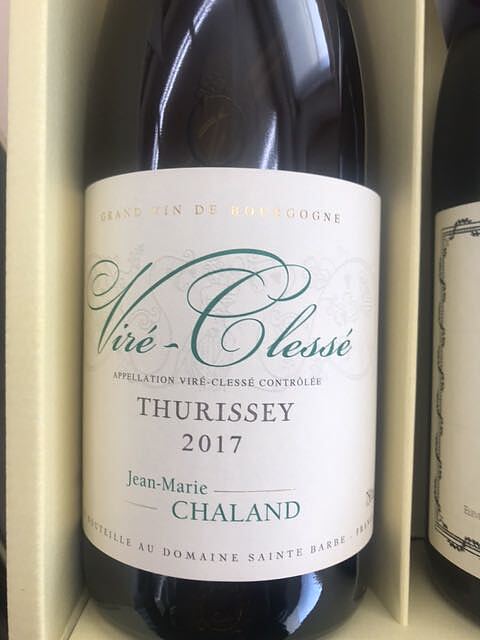 GRAND VIN DE BOURGOGNE
Viré-Clessé
APPELLATION VIRÉ-CLESSÉ CONTRÔLÉE
THURISSEY
2017
Jean-Marie
CHALAND
BOUTEILLE AU DOMAINE SAINTE BARBE - FRAN